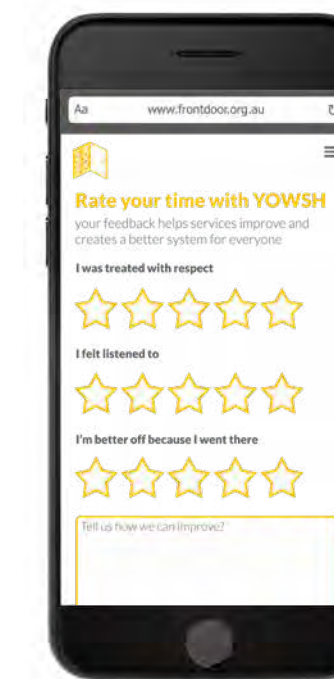 Aa www.frontdoor.org.au
Rate your time with YOWSH
your feedback helps services improve and
creates a better system for everyone
I was treated with respect
I felt listened to
I'm better off because I went there
Tell us how we can improve?